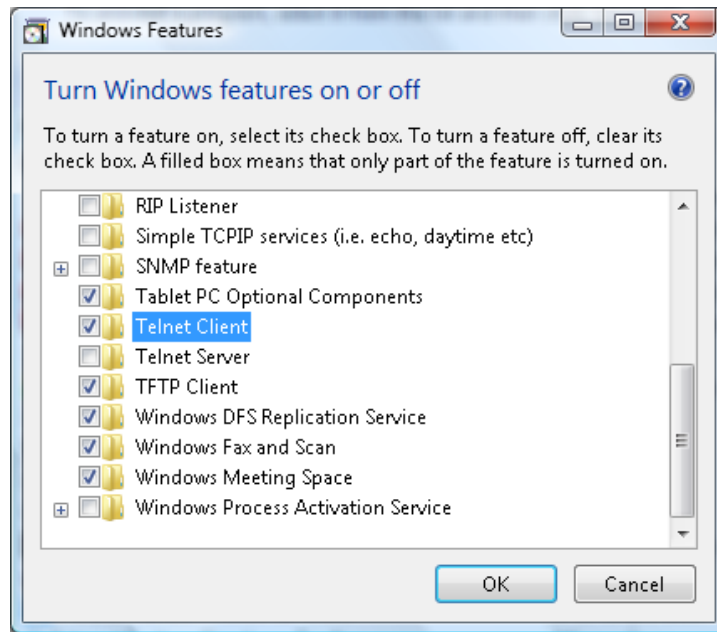 Windows Features
Turn Windows features on or off
To turn a feature on, select its check box. To turn a feature off, clear its
check box. A filled box means that only part of the feature is turned on.
RIP Listener
Simple TCPIP services (i.e. echo, daytime etc)
SNMP feature
Tablet PC Optional Components
Telnet Client
Telnet Server
TFTP Client
Windows DFS Replication Service
Windows Fax and Scan
Windows Meeting Space
Windows Process Activation Service
OK
Cancel